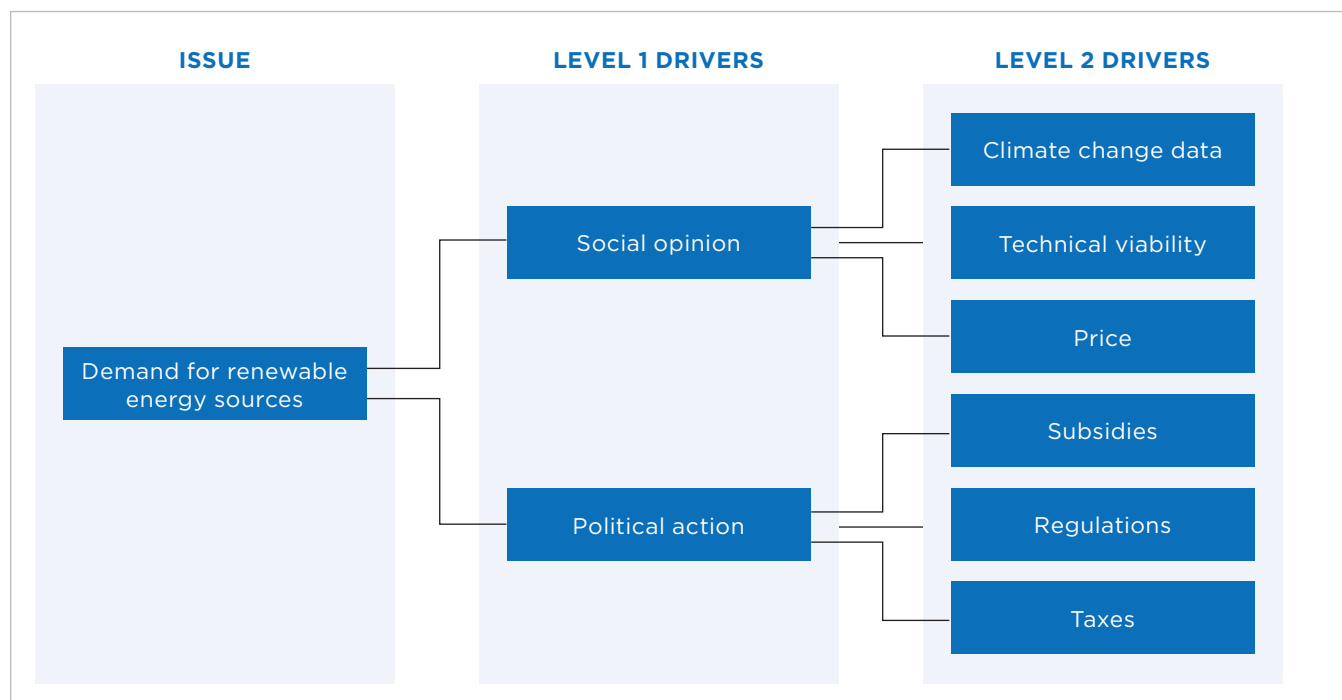 ISSUE
LEVEL 1 DRIVERS
LEVEL 2 DRIVERS
Demand for renewable
energy sources
Social opinion
Political action
Climate change data
Technical viability
Price
Subsidies
Regulations
Taxes